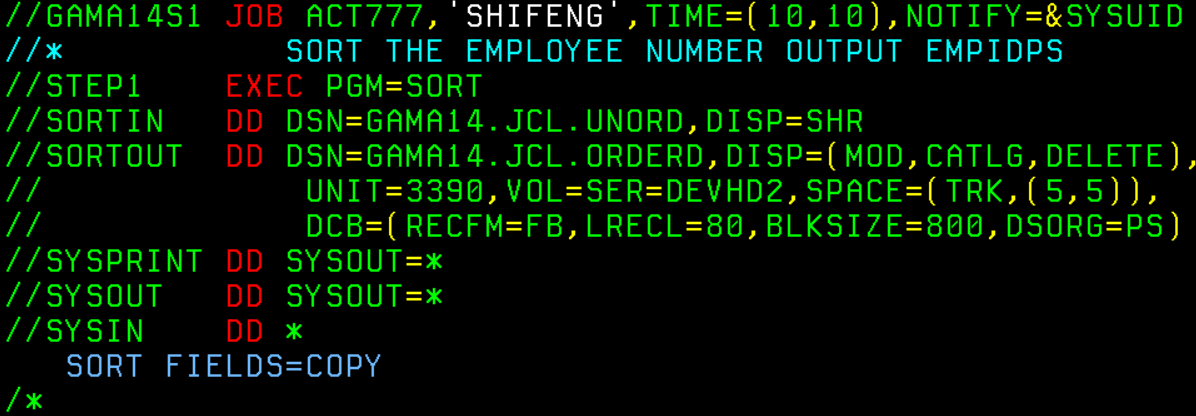 //GAMA14S1 JOB ACT777,'SHIFENG',TIME=(10,10),NOTIFY=&SYSUID
//*           SORT THE EMPLOYEE NUMBER OUTPUT EMPIDPS
//STEP1    EXEC PGM=SORT
//SORTIN   DD DSN=GAMA14.JCL.UNORD,DISP=SHR
//SORTOUT  DD DSN=GAMA14.JCL.ORDERD,DISP=(MOD,CATLG,DELETE),
//             UNIT=3390,VOL=SER=DEVHD2,SPACE=(TRK,(5,5)),
//             DCB=(RECFM=FB,LRECL=80,BLKSIZE=800,DSORG=PS)
//SYSPRINT DD SYSOUT=*
//SYSOUT   DD SYSOUT=*
//SYSIN    DD *
   SORT FIELDS=COPY
/*